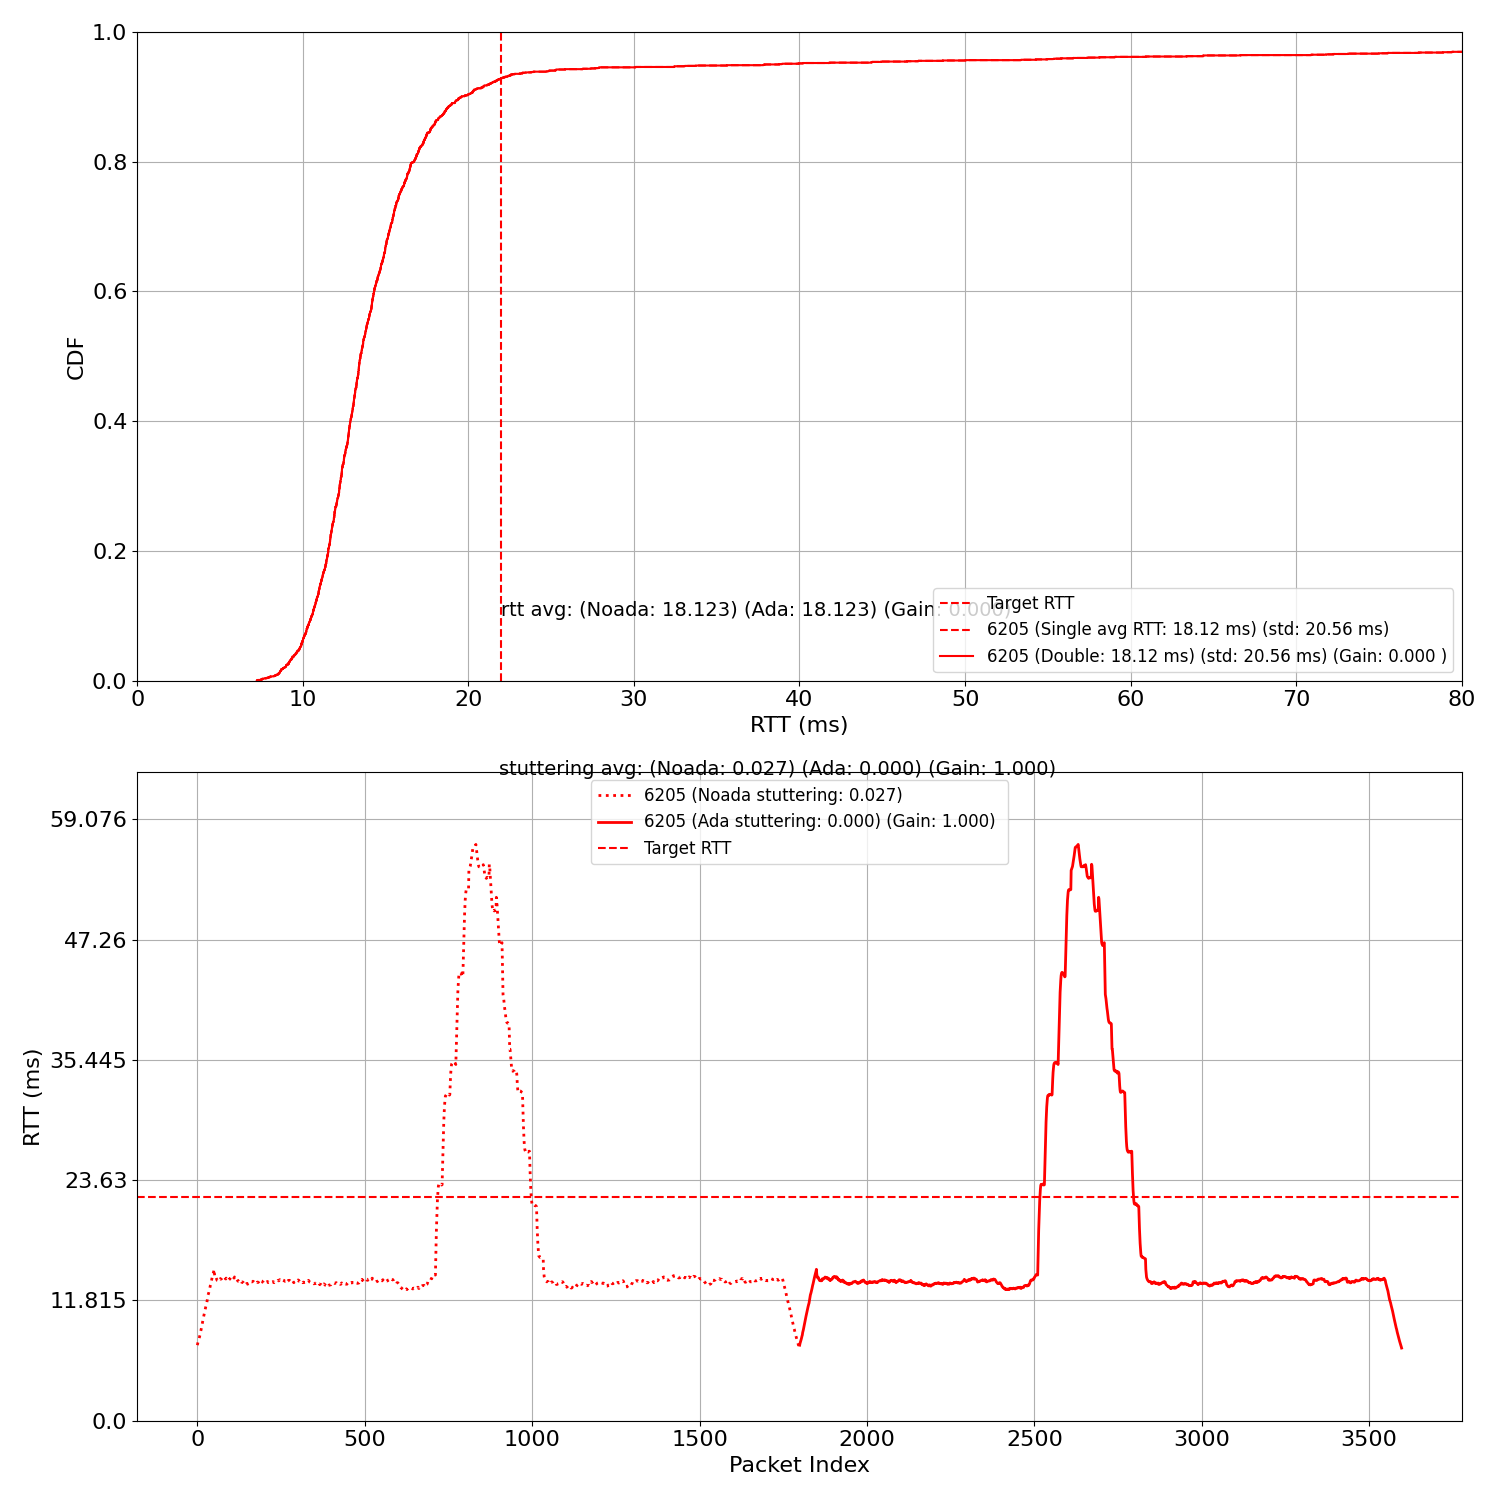 1.0
0.8
0.6
0.4
0.2
0.0
CDF
rtt avg: (Noada: 18.123) (Ada: 18.123) (Gain: 0.000)
Target RTT
6205 (Single avg RTT: 18.12 ms) (std: 20.56 ms)
6205 (Double: 18.12 ms) (std: 20.56 ms) (Gain: 0.000 )
0 10 20 30 40 50 60 70 80
RTT (ms)
stuttering avg: (Noada: 0.027) (Ada: 0.000) (Gain: 1.000)
6205 (Noada stuttering: 0.027)
6205 (Ada stuttering: 0.000) (Gain: 1.000)
Target RTT
59.076
47.26
35.445
23.63
11.815
0.0
RTT (ms)
0 500 1000 1500 2000 2500 3000 3500
Packet Index